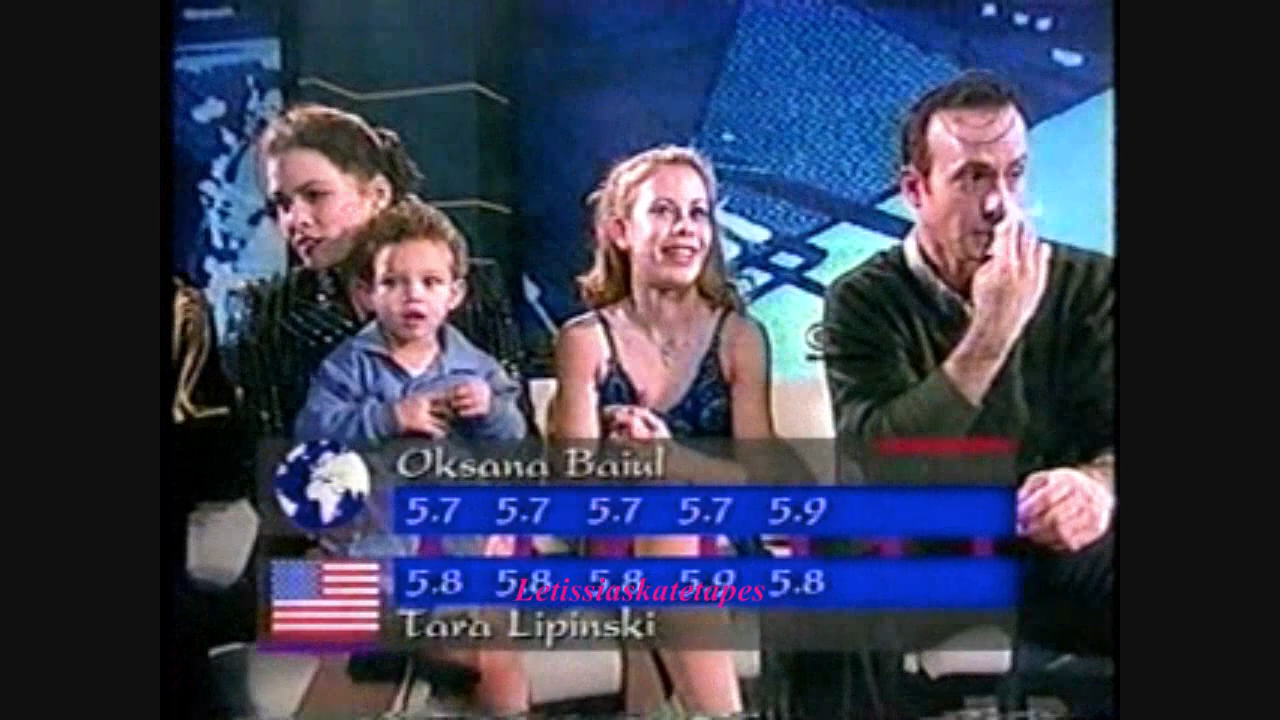 Oksana Baiul
5.7 5.7 5.7 5.7 5.9
5.8 5.8 5.8 5.9 5.8
Letissiaskatetapes
Tara Lipinski